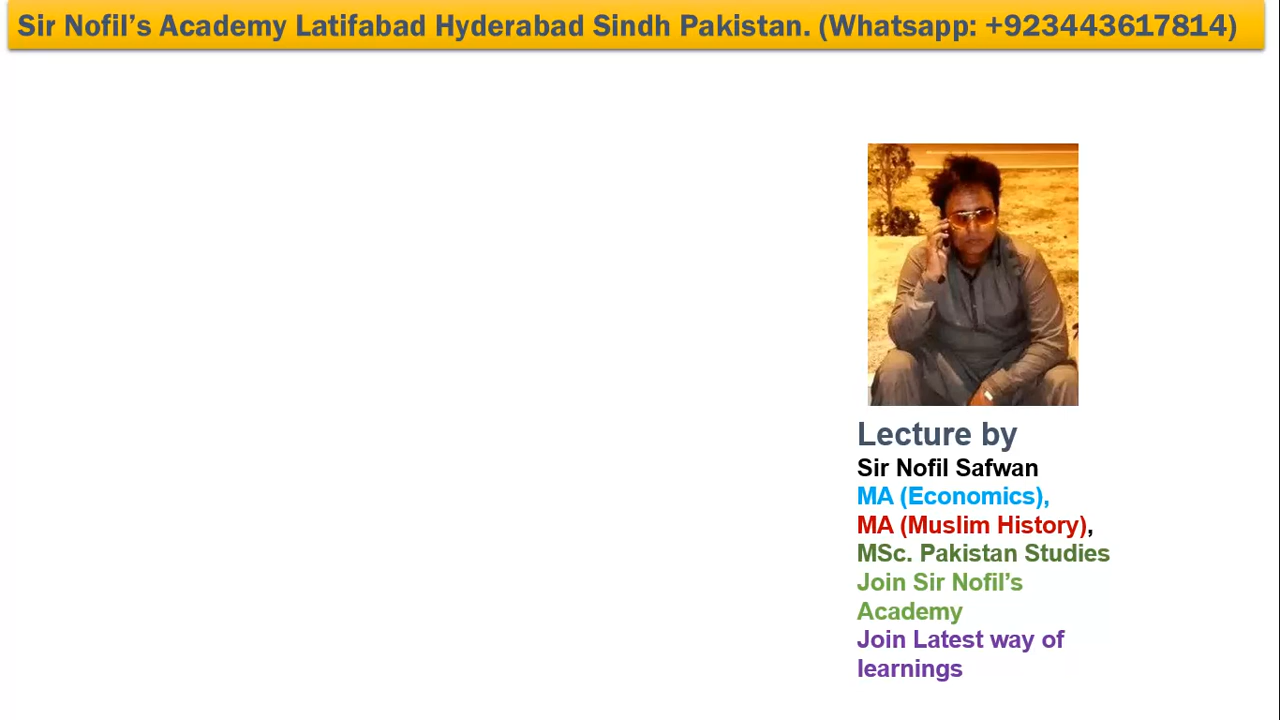 Sir Nofil’s Academy Latifabad Hyderabad Sindh Pakistan. (Whatsapp: +923443617814)
Lecture by
Sir Nofil Safwan
MA (Economics),
MA (Muslim History),
MSc. Pakistan Studies
Join Sir Nofil’s
Academy
Join Latest way of
learnings